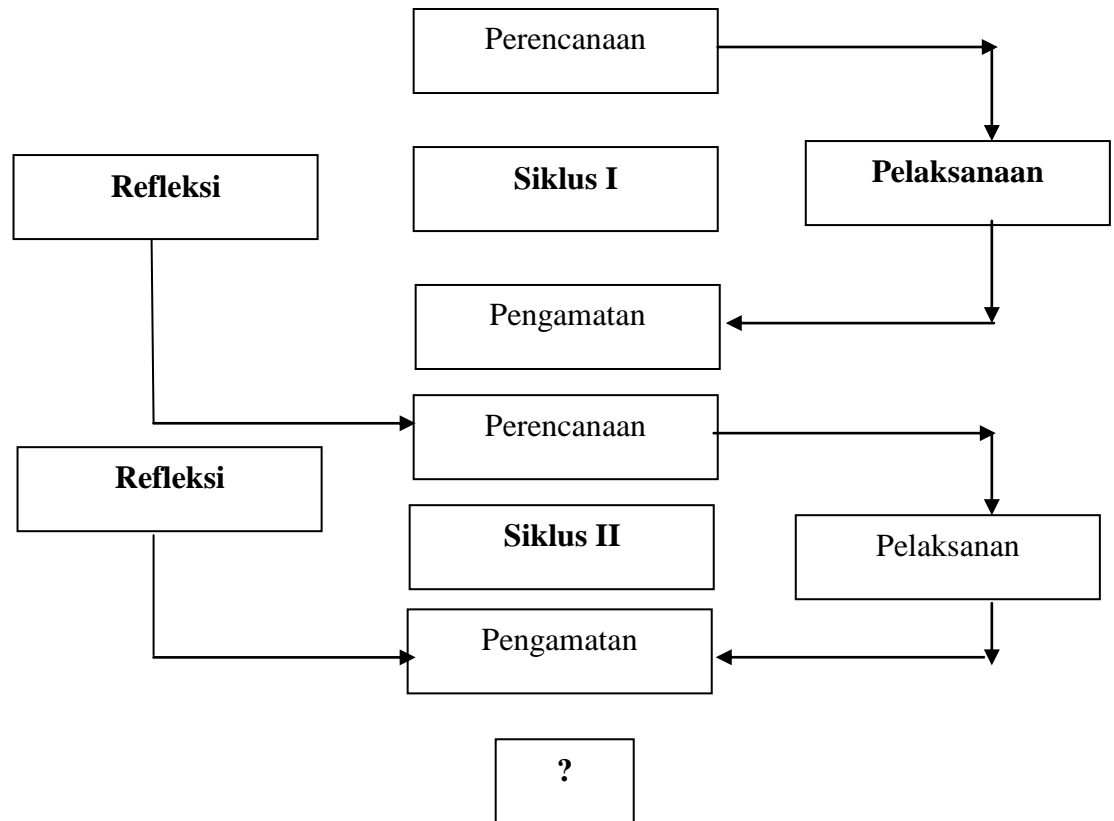 Perencanaan
Refleksi
Siklus I
Pelaksanaan
Pengamatan
Perencanaan
Refleksi
Siklus II
Pelaksanan
Pengamatan
?